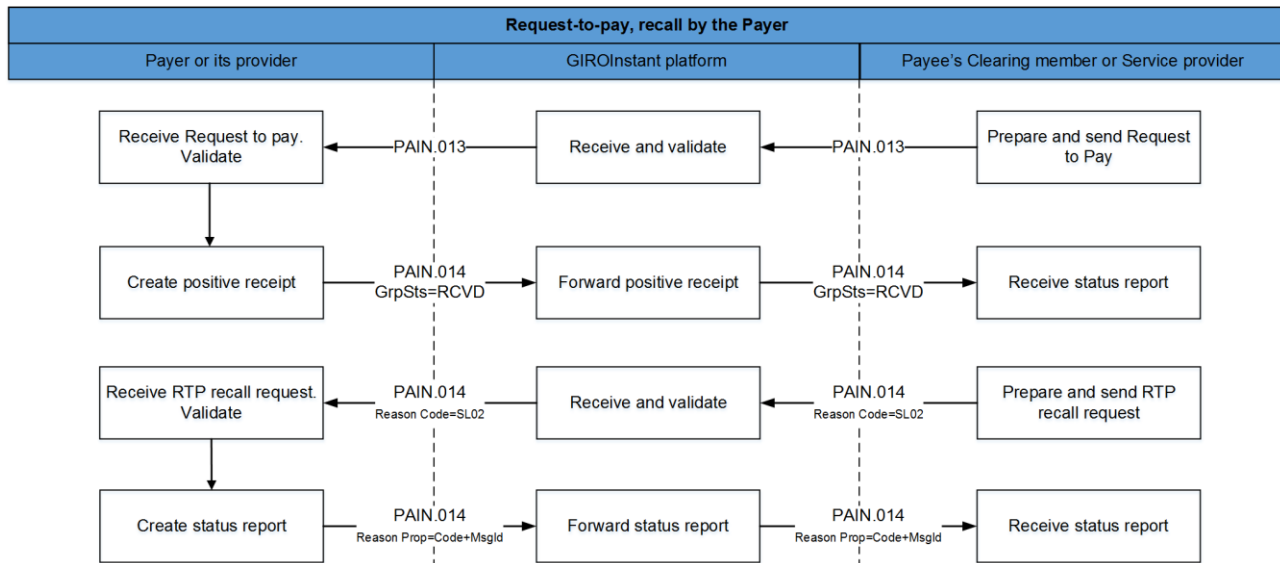 Request-to-pay, recall by the Payer
Payer or its provider
GIROInstant platform
Payee's Clearing member or Service provider
Receive Request to pay.
Validate
PAIN.013
Receive and validate
PAIN.013
Prepare and send Request
to Pay
Create positive receipt
PAIN.014
GrpSts=RCVD
Forward positive receipt
PAIN.014
GrpSts=RCVD
Receive status report
Receive RTP recall request.
Validate
PAIN.014
Reason Code=SL02
Receive and validate
PAIN.014
Reason Code=SL02
Prepare and send RTP
recall request
Create status report
PAIN.014
Reason Prop=Code+MsgId
Forward status report
PAIN.014
Reason Prop=Code+MsgId
Receive status report